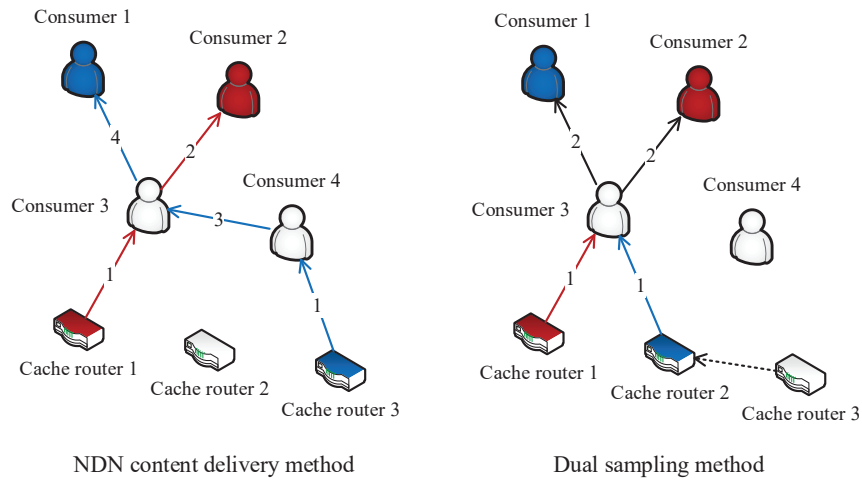 Consumer 1
Consumer 2
4
2
Consumer 4
Consumer 3
3
1
1
Cache router 1
Cache router 2
Cache router 3
NDN content delivery method
Consumer 1
Consumer 2
2
2
Consumer 4
Consumer 3
1
1
Cache router 1
Cache router 2
Cache router 3
Dual sampling method